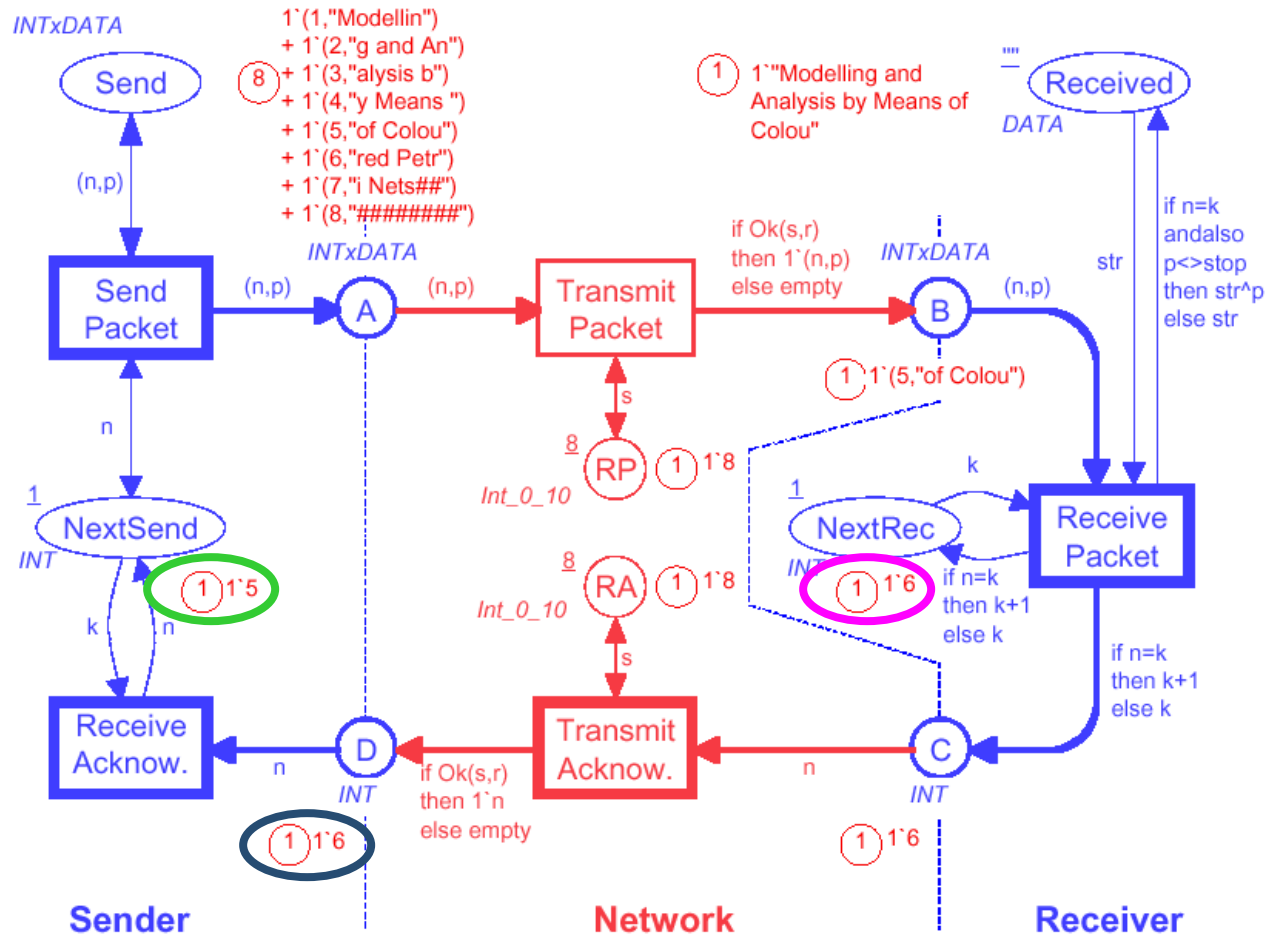 INTxDATA
Send
8
1`(1,"Modellin")
+ 1`(2,"g and An")
+ 1`(3,"alysis b")
+ 1`(4,"y Means ")
+ 1`(5,"of Colou")
+ 1`(6,"red Petr")
+ 1`(7,"i Nets##")
+ 1`(8,"########")
1
1`"Modelling and
Analysis by Means of
Colou"
""
Received
DATA
(n,p)
if n=k
andalso
p<>stop
then str^p
else str
str
Send
Packet
(n,p)
INTxDATA
A
(n,p)
Transmit
Packet
if Ok(s,r)
then 1`(n,p)
else empty
INTxDATA
B
(n,p)
1 1`(5,"of Colou")
n
s
8
RP
1 1`8
Int_0_10
1
NextSend
INT
1 1`5
k
n
8
RA
1 1`8
Int_0_10
s
k
1
NextRec
INT
1 1`6
if n=k
then k+1
else k
Receive
Packet
if n=k
then k+1
else k
Receive
Acknow.
n
D
INT
1 1`6
if Ok(s,r)
then 1`n
else empty
Transmit
Acknow.
n
C
INT
1 1`6
Sender
Network
Receiver